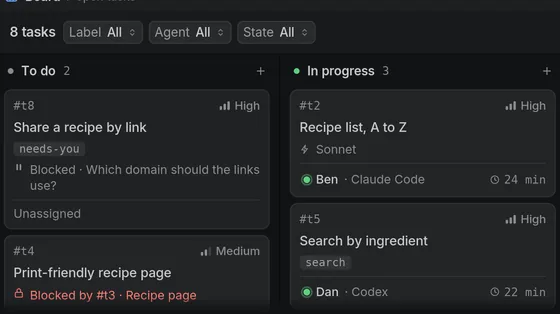 8 tasks
Label All
Agent All
State All
To do 2
#t8 High
Share a recipe by link
needs-you
Blocked · Which domain should the links
use?
Unassigned
#t4 Medium
Print-friendly recipe page
Blocked by #t3 · Recipe page
In progress 3
#t2 High
Recipe list, A to Z
Sonnet
Ben · Claude Code 24 min
#t5 High
Search by ingredient
search
Dan · Codex 22 min